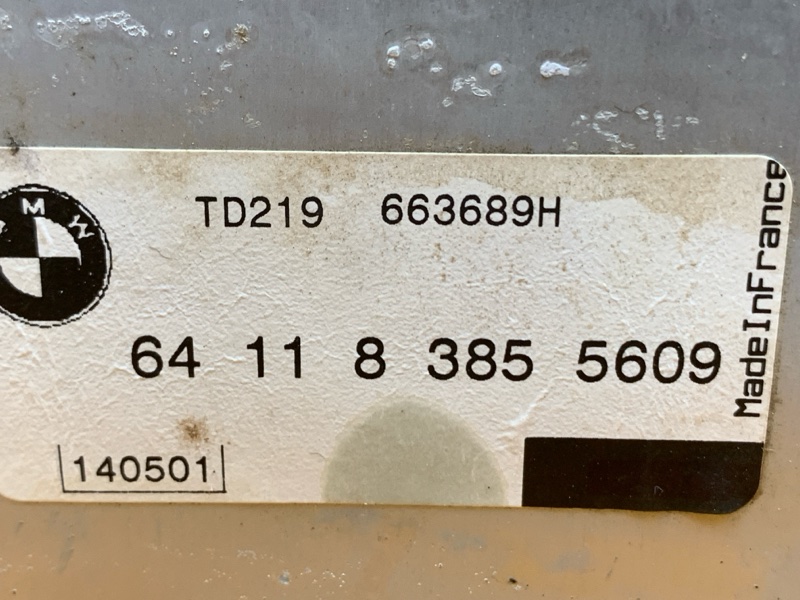 BMW
TD219 663689H
64 11 8 385 5609
140501
MadeInFrance